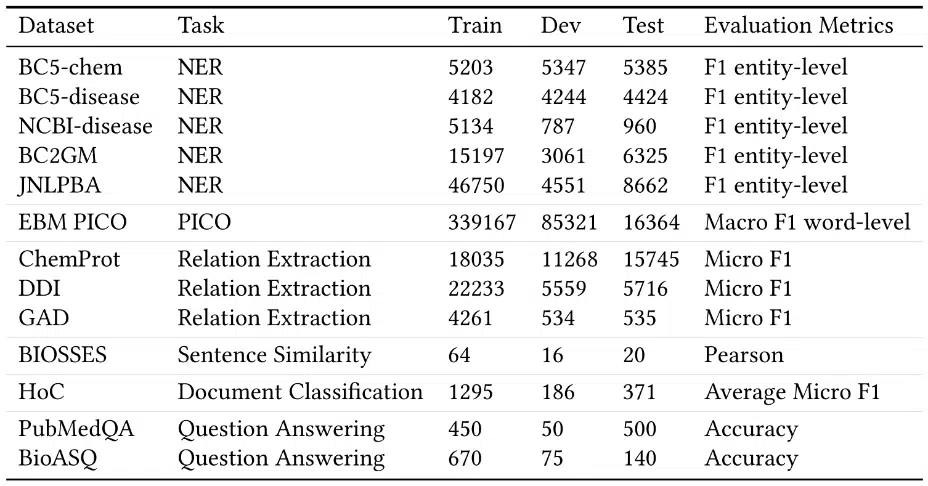 Dataset Task Train Dev Test Evaluation Metrics
BC5-chem NER 5203 5347 5385 F1 entity-level
BC5-disease NER 4182 4244 4424 F1 entity-level
NCBI-disease NER 5134 787 960 F1 entity-level
BC2GM NER 15197 3061 6325 F1 entity-level
JNLPBA NER 46750 4551 8662 F1 entity-level
EBM PICO PICO 339167 85321 16364 Macro F1 word-level
ChemProt Relation Extraction 18035 11268 15745 Micro F1
DDI Relation Extraction 22233 5559 5716 Micro F1
GAD Relation Extraction 4261 534 535 Micro F1
BIOSSES Sentence Similarity 64 16 20 Pearson
HoC Document Classification 1295 186 371 Average Micro F1
PubMedQA Question Answering 450 50 500 Accuracy
BioASQ Question Answering 670 75 140 Accuracy